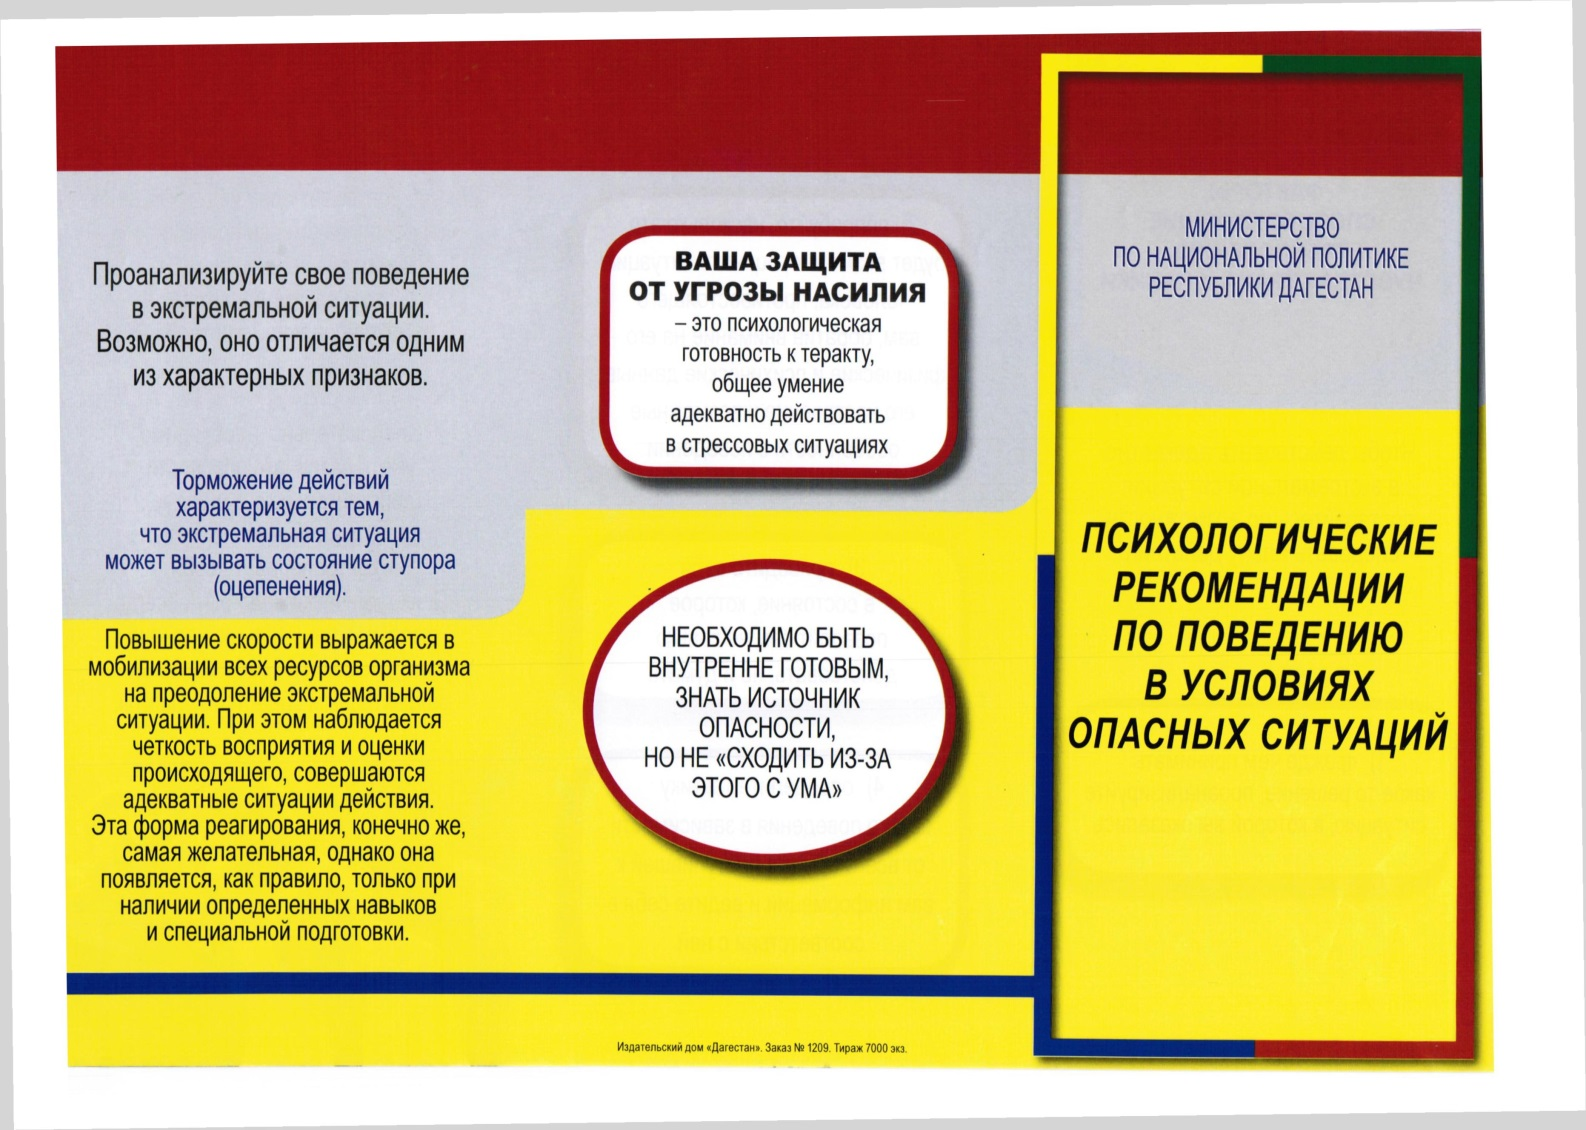 Проанализируйте свое поведение
в экстремальной ситуации.
Возможно, оно отличается одним
из характерных признаков.
Торможение действий
характеризуется тем,
что экстремальная ситуация
может вызывать состояние ступора
(оцепенения).
Повышение скорости выражается в
мобилизации всех ресурсов организма
на преодоление экстремальной
ситуации. При этом наблюдается
четкость восприятия и оценки
происходящего, совершаются
адекватные ситуации действия.
Эта форма реагирования, конечно же,
самая желательная, однако она
появляется, как правило, только при
наличии определенных навыков
и специальной подготовки.
ВАША ЗАЩИТА
ОТ УГРОЗЫ НАСИЛИЯ
– это психологическая
готовность к теракту,
общее умение
адекватно действовать
в стрессовых ситуациях
НЕОБХОДИМО БЫТЬ
ВНУТРЕННЕ ГОТОВЫМ,
ЗНАТЬ ИСТОЧНИК
ОПАСНОСТИ,
НО НЕ «СХОДИТЬ ИЗ-ЗА
ЭТОГО С УМА»
Издательский дом «Дагестан». Заказ № 1209. Тираж 7000 экз.
МИНИСТЕРСТВО
ПО НАЦИОНАЛЬНОЙ ПОЛИТИКЕ
РЕСПУБЛИКИ ДАГЕСТАН
ПСИХОЛОГИЧЕСКИЕ
РЕКОМЕНДАЦИИ
ПО ПОВЕДЕНИЮ
В УСЛОВИЯХ
ОПАСНЫХ СИТУАЦИЙ